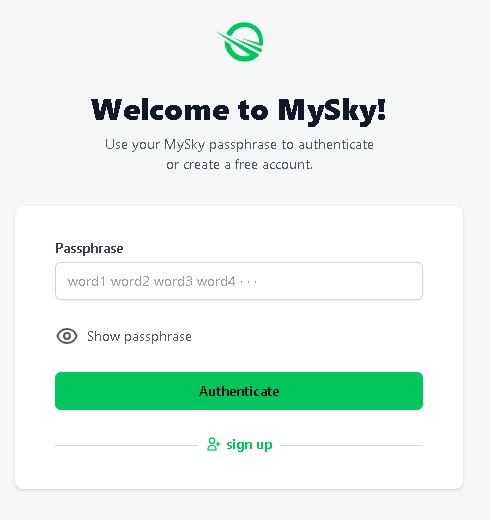 Welcome to MySky!
Use your MySky passphrase to authenticate
or create a free account.
Passphrase
word1 word2 word3 word4 · · ·
Show passphrase
Authenticate
sign up